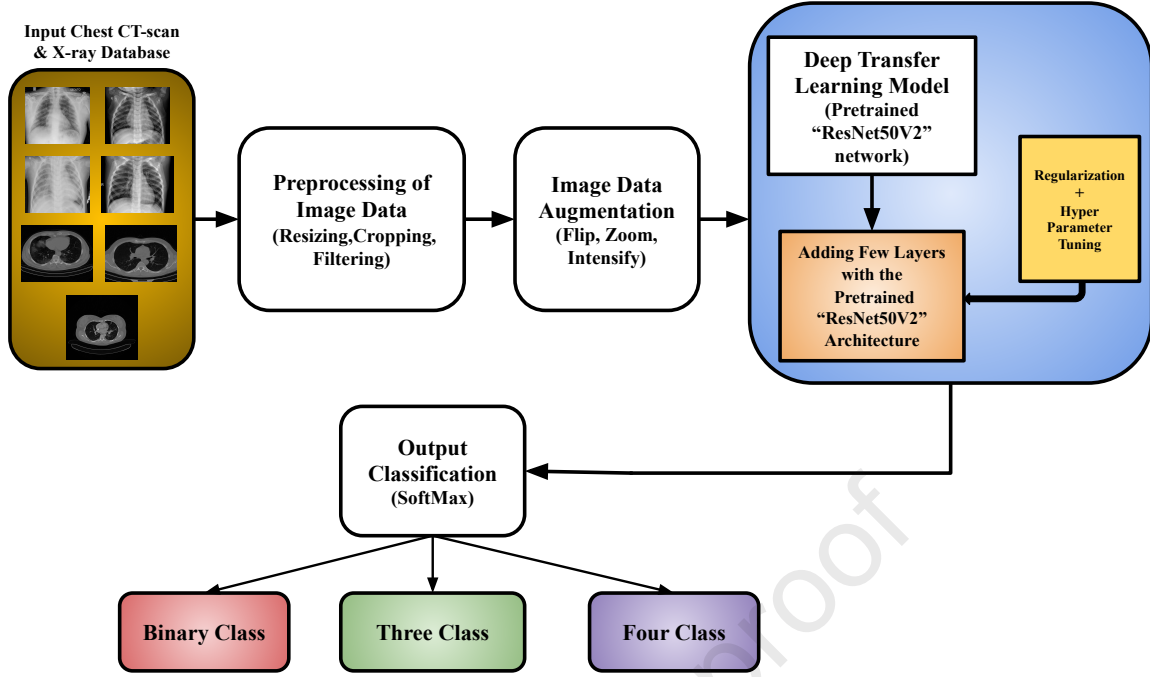 Input Chest CT-scan
& X-ray Database
Preprocessing of
Image Data
(Resizing,Cropping,
Filtering)
Image Data
Augmentation
(Flip, Zoom,
Intensify)
Deep Transfer
Learning Model
(Pretrained
“ResNet50V2”
network)
Regularization
+
Hyper
Parameter
Tuning
Adding Few Layers
with the
Pretrained
“ResNet50V2”
Architecture
Output
Classification
(SoftMax)
Binary Class
Three Class
Four Class
proof